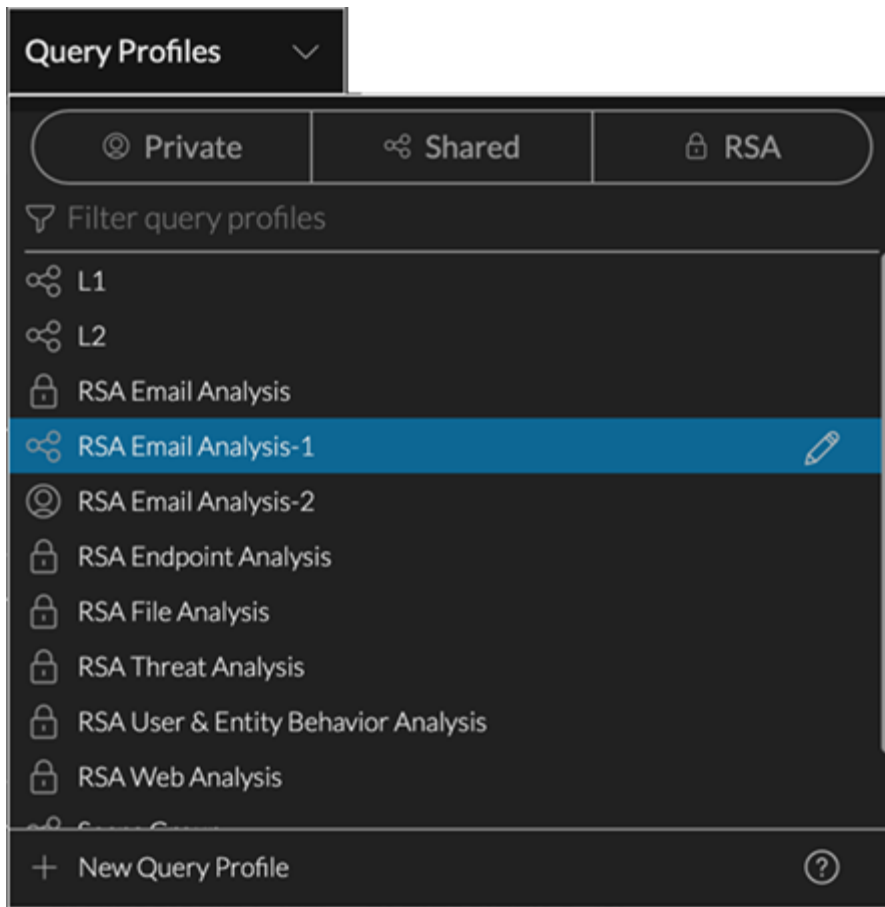 Query Profiles
Private Shared RSA
Filter query profiles
L1
L2
RSA Email Analysis
RSA Email Analysis-1
RSA Email Analysis-2
RSA Endpoint Analysis
RSA File Analysis
RSA Threat Analysis
RSA User & Entity Behavior Analysis
RSA Web Analysis
New Query Profile